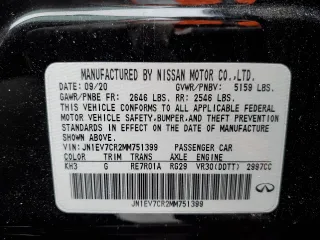 MANUFACTURED BY NISSAN MOTOR CO.,LTD.
DATE: 09/20 GVWR/PNBV: 5159 LBS.
GAWR/PNBE FR: 2646 LBS. RR: 2546 LBS.
THIS VEHICLE CONFORMS TO ALL APPLICABLE FEDERAL
MOTOR VEHICLE SAFETY,BUMPER,AND THEFT PREVENTION
STANDARDS IN EFFECT ON THE DATE OF MANUFACTURE
SHOWN ABOVE.
VIN: JN1EV7CR2MM751399 PASSENGER CAR
COLOR TRIM TRANS AXLE ENGINE
KH3 G RE7R01A RG29 VR30(DDTT) 2997CC
JN1EV7CR2MM751399
INFINITI